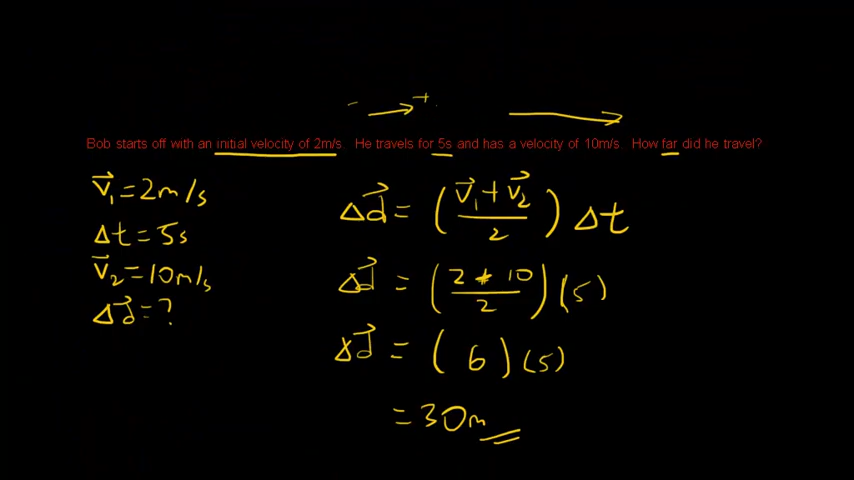 - +
Bob starts off with an initial velocity of 2m/s He travels for 5s and has a velocity of 10m/s How far did he travel?
v⃗₁ = 2m/s
Δt = 5s
v⃗₂ = 10m/s
Δd⃗ = ?
Δd⃗ = (v⃗₁ + v⃗₂ / 2) Δt
Δd⃗ = (2 + 10 / 2) (5)
Δd⃗ = (6) (5)
= 30m